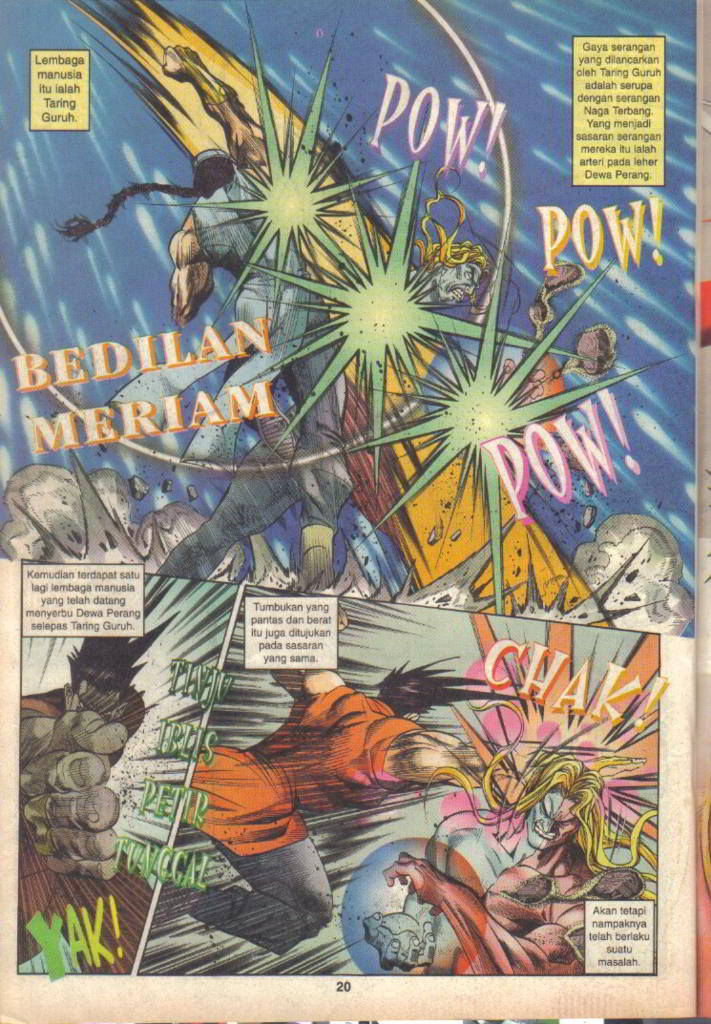 Lembaga
manusia
itu ialah
Taring
Guruh.
Gaya serangan
yang dilancarkan
oleh Taring Guruh
adalah serupa
dengan serangan
Naga Terbang.
Yang menjadi
sasaran serangan
mereka itu ialah
arteri pada leher
Dewa Perang.
POW!
POW!
BEDILAN
MERIAM
POW!
Kemudian terdapat satu
lagi lembaga manusia
yang telah datang
menyerbu Dewa Perang
selepas Taring Guruh.
Tumbukan yang
pantas dan berat
itu juga ditujukan
pada sasaran
yang sama.
CHAK!
TINJU
IBLIS
PETIR
TUNGGAL
YAK!
Akan tetapi
nampaknya
telah berlaku
suatu
masalah.
20